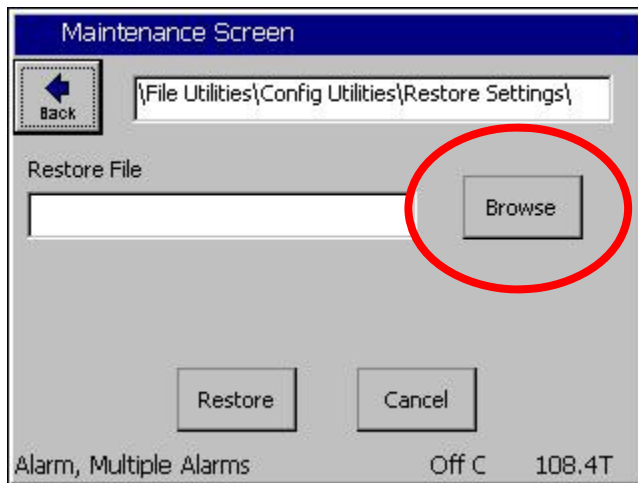 Maintenance Screen
Back
\File Utilities\Config Utilities\Restore Settings\
Restore File
Browse
Restore
Cancel
Alarm, Multiple Alarms Off C 108.4T